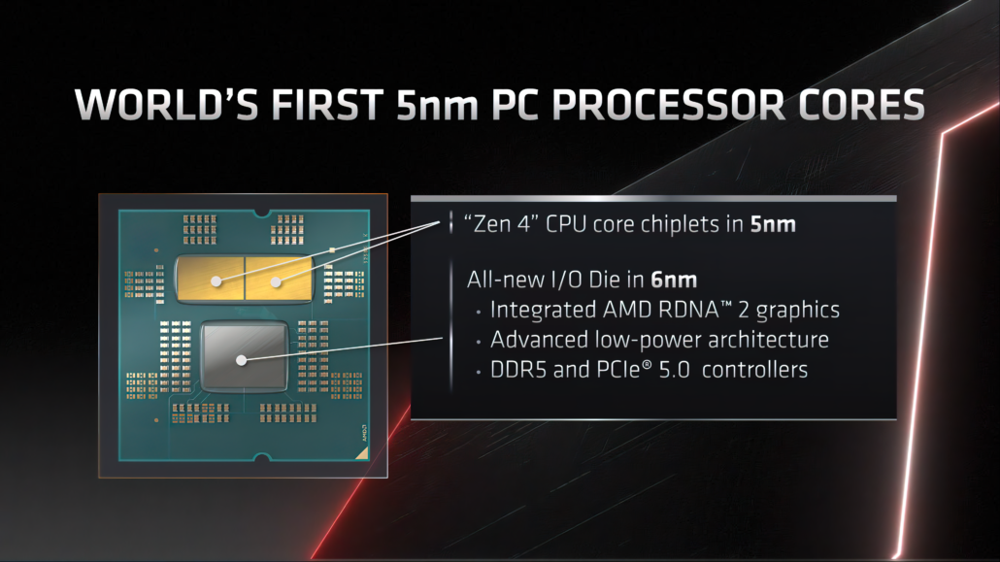 WORLD'S FIRST 5nm PC PROCESSOR CORES
“Zen 4” CPU core chiplets in 5nm
All-new I/O Die in 6nm
• Integrated AMD RDNA™ 2 graphics
• Advanced low-power architecture
• DDR5 and PCIe® 5.0 controllers
AMD